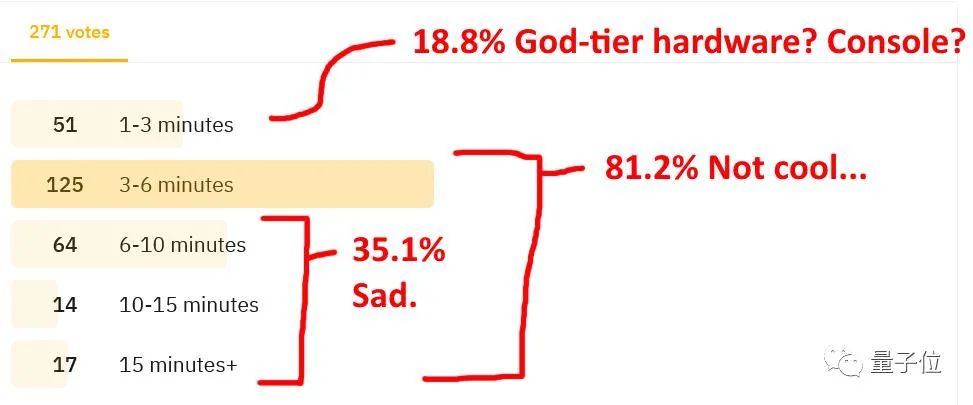 271 votes
18.8% God-tier hardware? Console?
51 1-3 minutes
125 3-6 minutes
81.2% Not cool...
64 6-10 minutes
35.1%
Sad.
14 10-15 minutes
17 15 minutes+
量子位